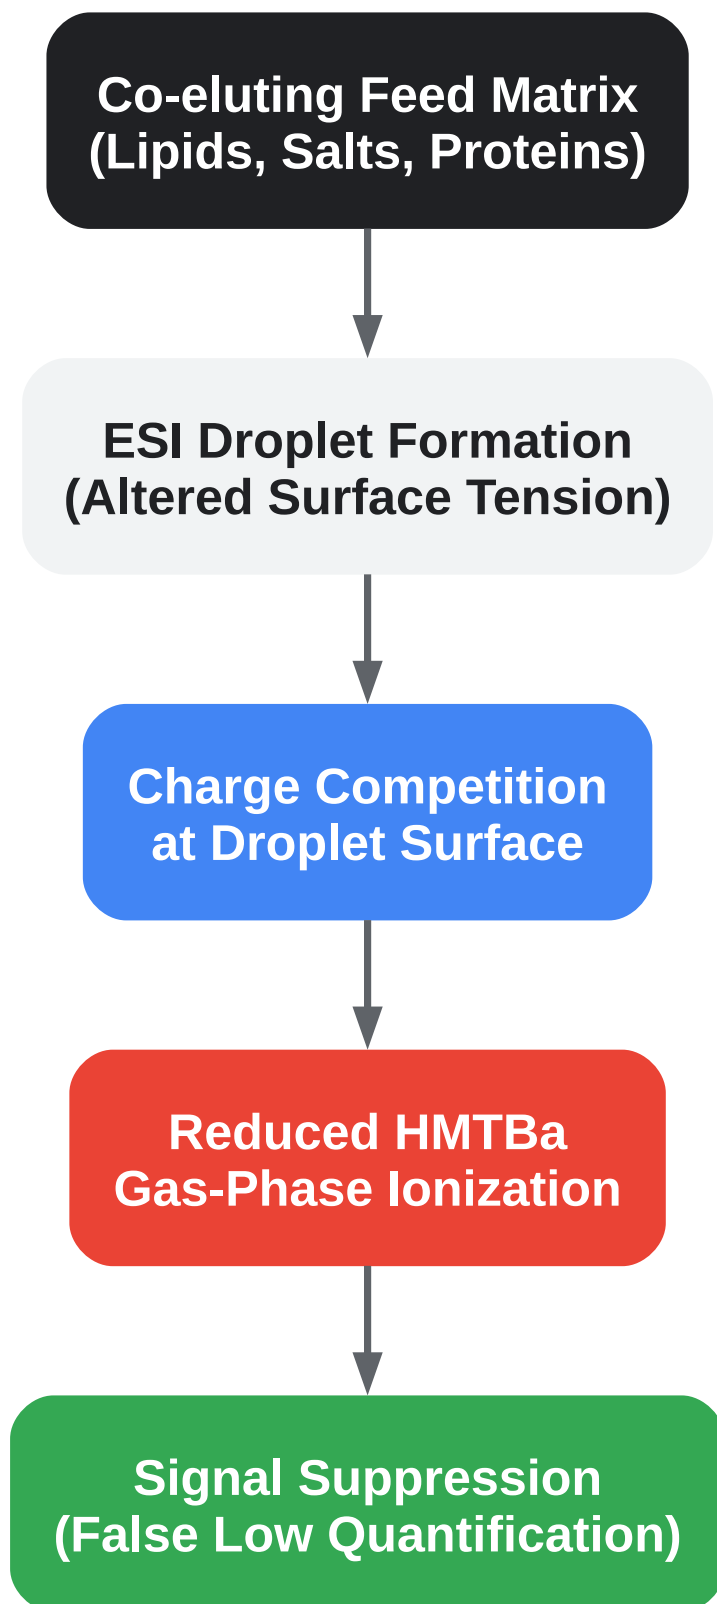 Co-eluting Feed Matrix
(Lipids, Salts, Proteins)
ESI Droplet Formation
(Altered Surface Tension)
Charge Competition
at Droplet Surface
Reduced HMTBa
Gas-Phase Ionization
Signal Suppression
(False Low Quantification)